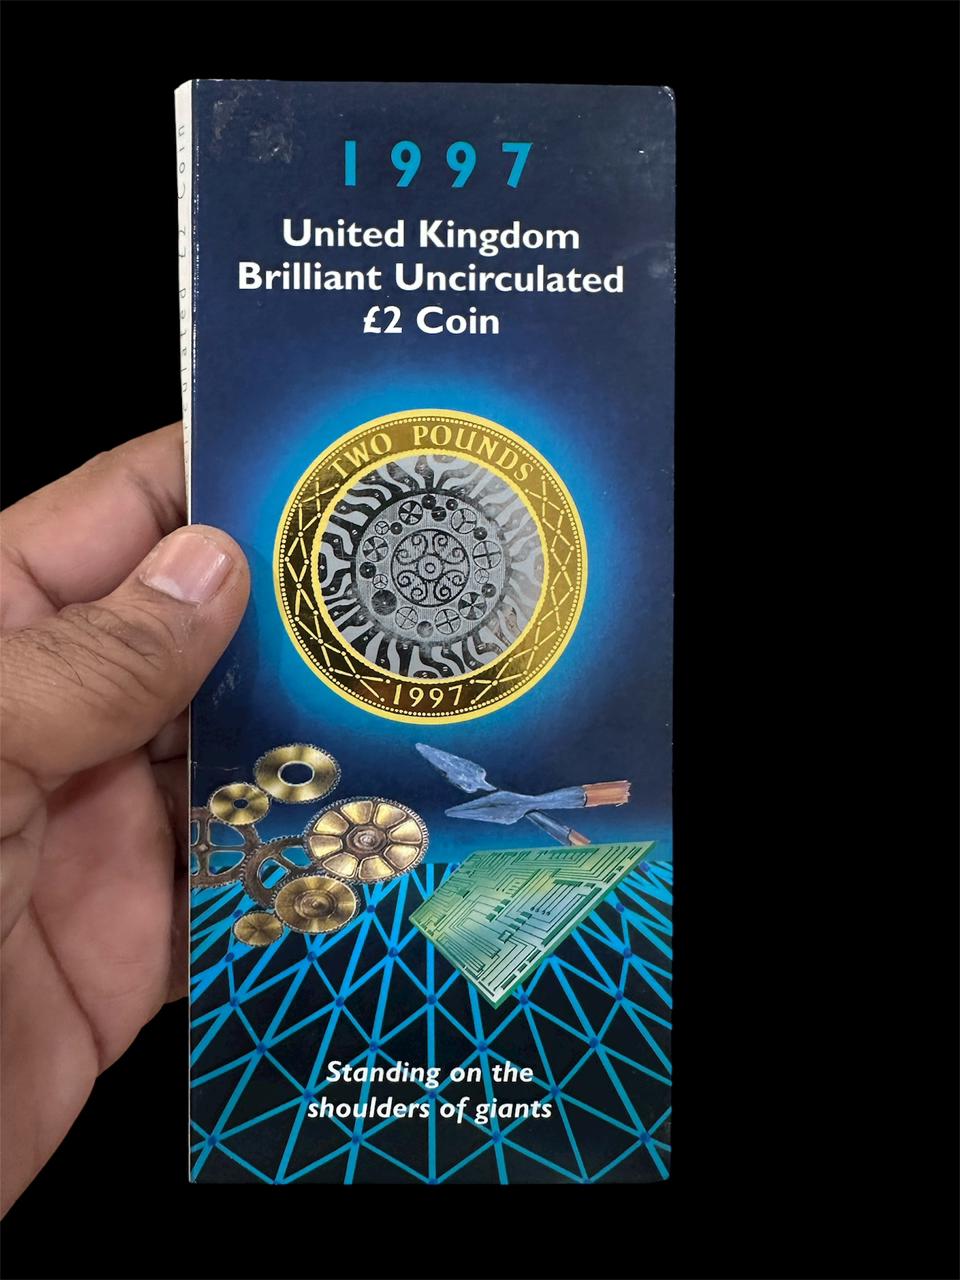 1997
United Kingdom
Brilliant Uncirculated
£2 Coin
TWO POUNDS
1997
Standing on the
shoulders of giants